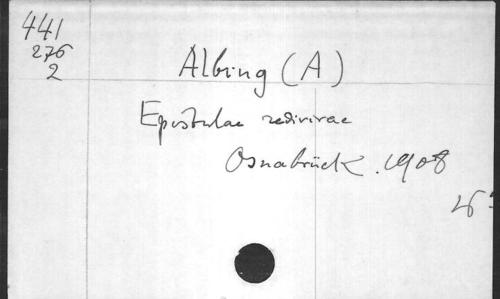 441
276
2
Albing (A)
Epistulae redivivae
Osnabrück. 1908